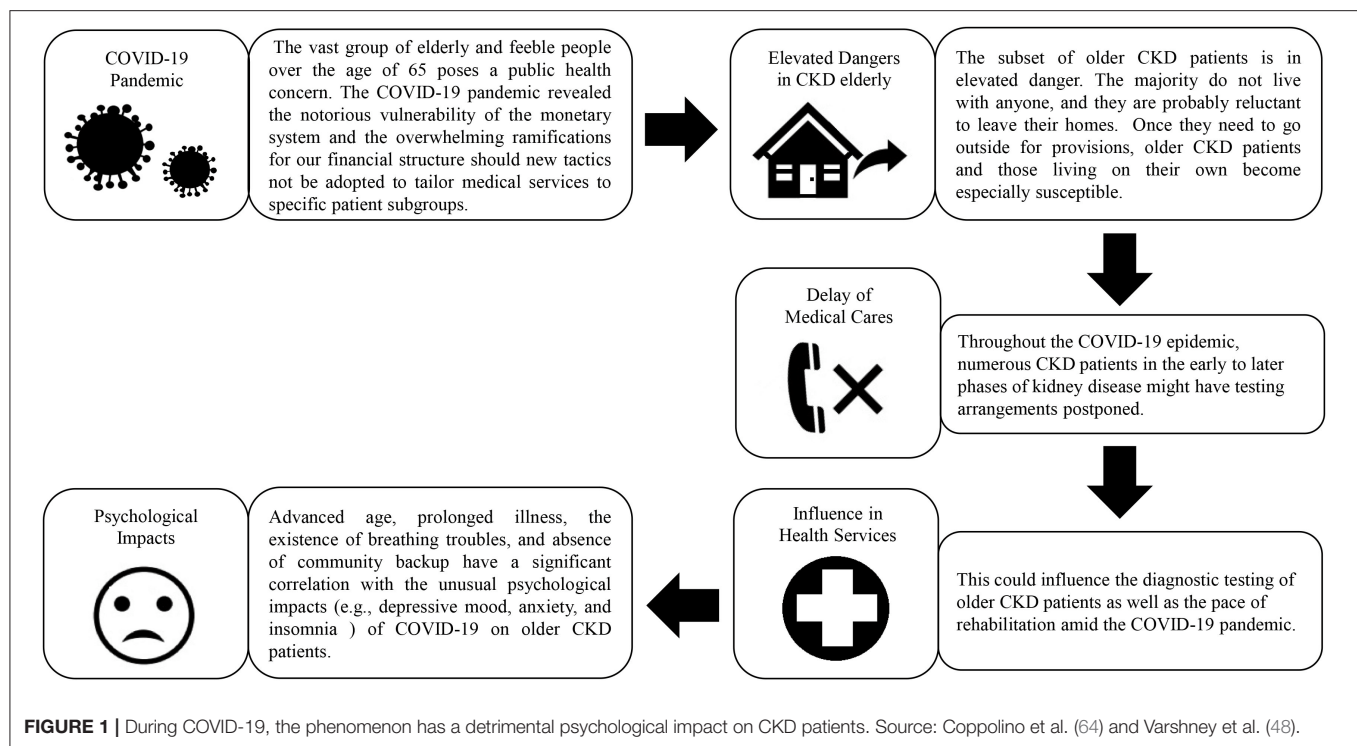 COVID-19
Pandemic
The vast group of elderly and feeble people
over the age of 65 poses a public health
concern. The COVID-19 pandemic revealed
the notorious vulnerability of the monetary
system and the overwhelming ramifications
for our financial structure should new tactics
not be adopted to tailor medical services to
specific patient subgroups.
Elevated Dangers
in CKD elderly
The subset of older CKD patients is in
elevated danger. The majority do not live
with anyone, and they are probably reluctant
to leave their homes. Once they need to go
outside for provisions, older CKD patients
and those living on their own become
especially susceptible.
Delay of
Medical Cares
Throughout the COVID-19 epidemic,
numerous CKD patients in the early to later
phases of kidney disease might have testing
arrangements postponed.
Influence in
Health Services
This could influence the diagnostic testing of
older CKD patients as well as the pace of
rehabilitation amid the COVID-19 pandemic.
Psychological
Impacts
Advanced age, prolonged illness, the
existence of breathing troubles, and absence
of community backup have a significant
correlation with the unusual psychological
impacts (e.g., depressive mood, anxiety, and
insomnia ) of COVID-19 on older CKD
patients.
FIGURE 1 | During COVID-19, the phenomenon has a detrimental psychological impact on CKD patients. Source: Coppolino et al. (64) and Varshney et al. (48).